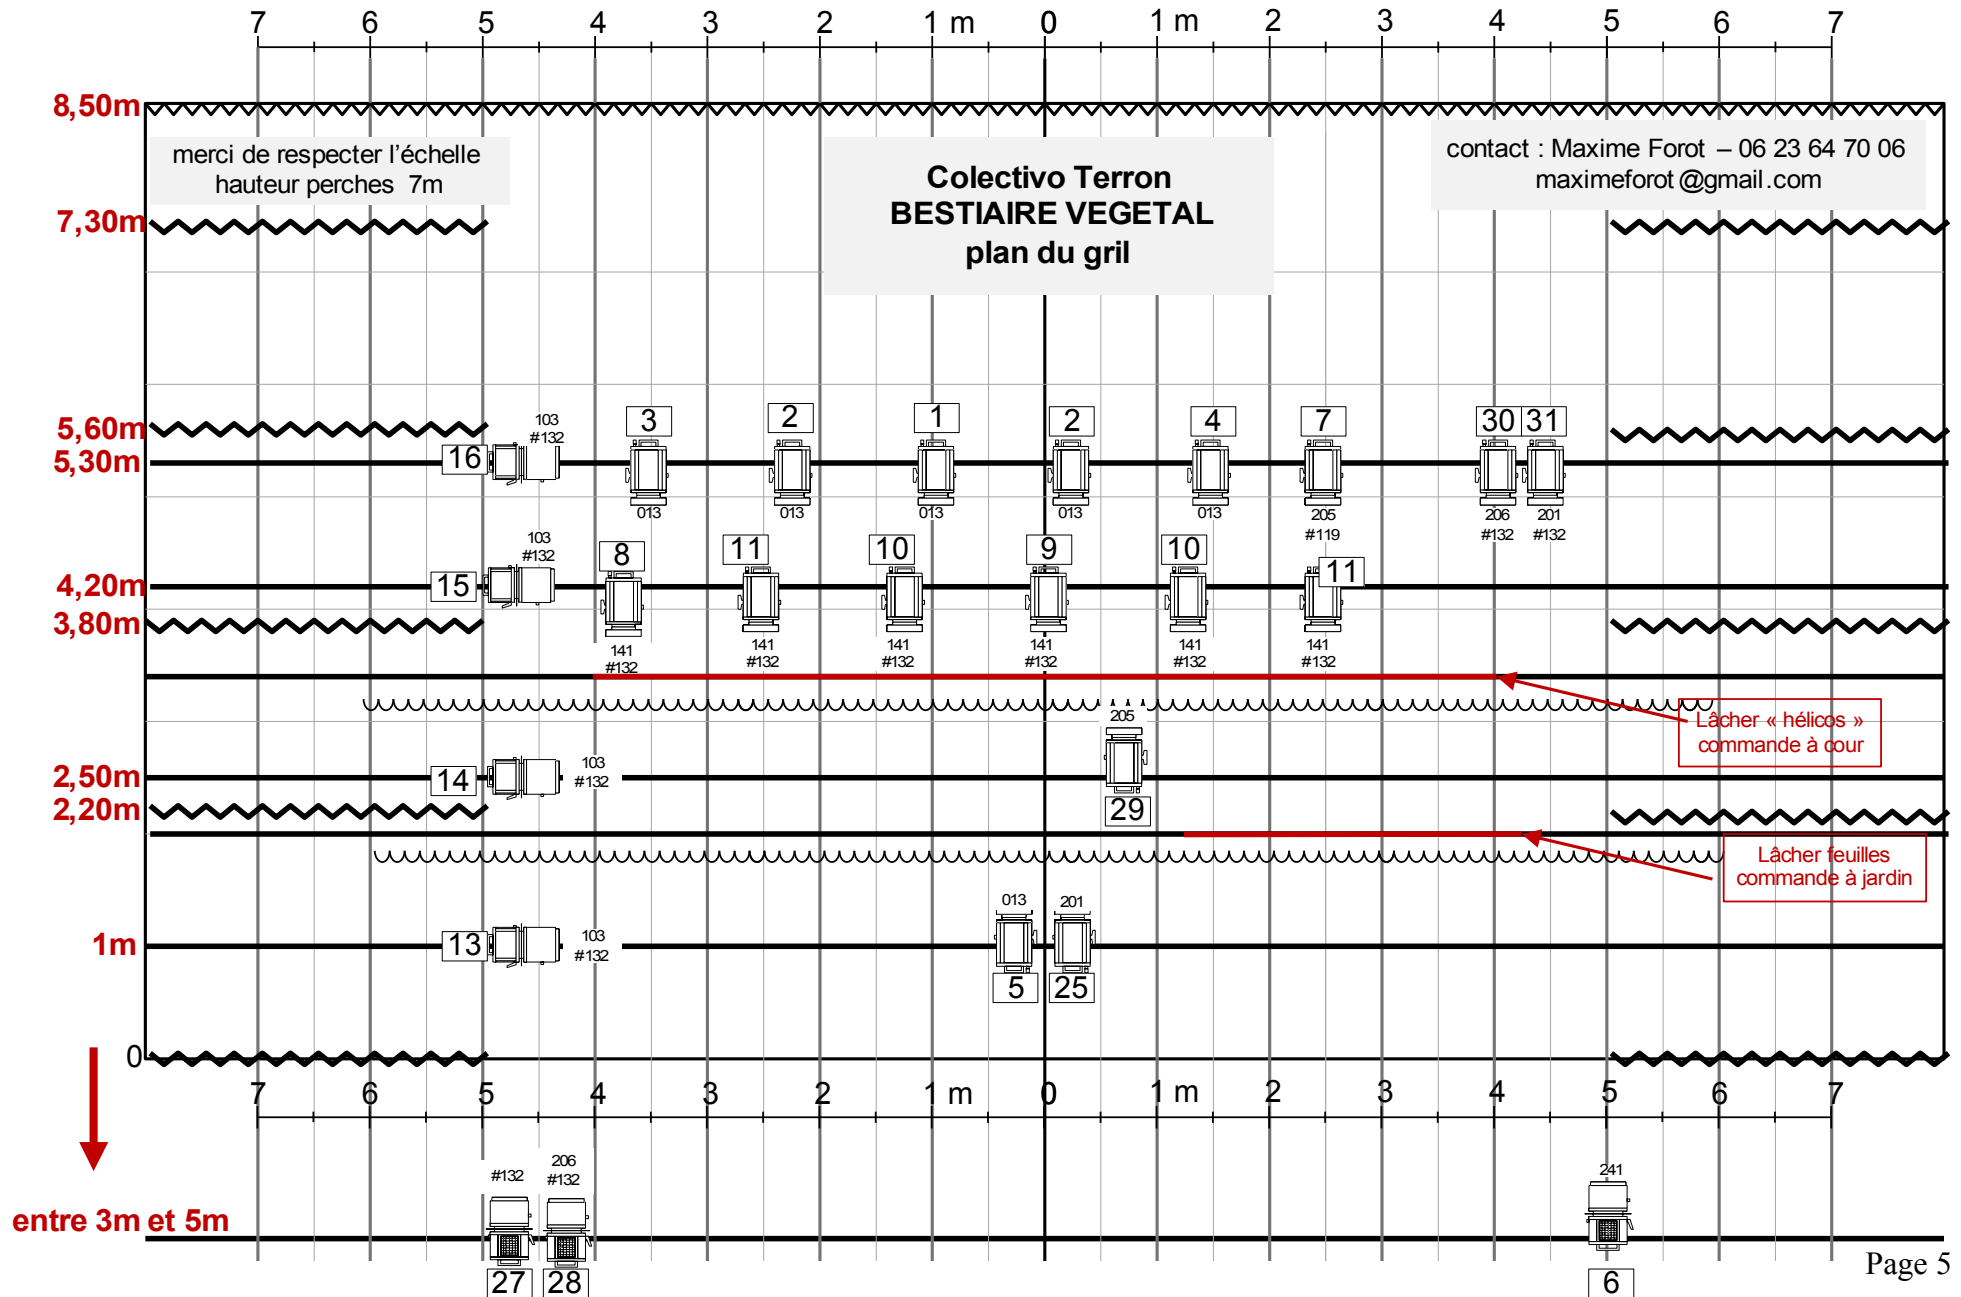 7 6 5 4 3 2 1 m 0 1 m 2 3 4 5 6 7
8,50m
merci de respecter l’échelle
hauteur perches 7m
Colectivo Terron
BESTIAIRE VEGETAL
plan du gril
contact : Maxime Forot – 06 23 64 70 06
maximeforot@gmail.com
7,30m
5,60m
103
#132
3 2 1 2 4 7 30 31
5,30m
16
013 013 013 013 013 205 206 201
#119 #132 #132
103
#132
8 11 10 9 10 11
4,20m
15
3,80m
141 141 141 141 141 141
#132 #132 #132 #132 #132 #132
205
Lâcher « hélicos »
commande à cour
2,50m
14
103
#132
2,20m
29
Lâcher feuilles
commande à jardin
013 201
1m
13
103
#132
5 25
0
7 6 5 4 3 2 1 m 0 1 m 2 3 4 5 6 7
#132
206
#132
241
entre 3m et 5m
27 28 6
Page 5